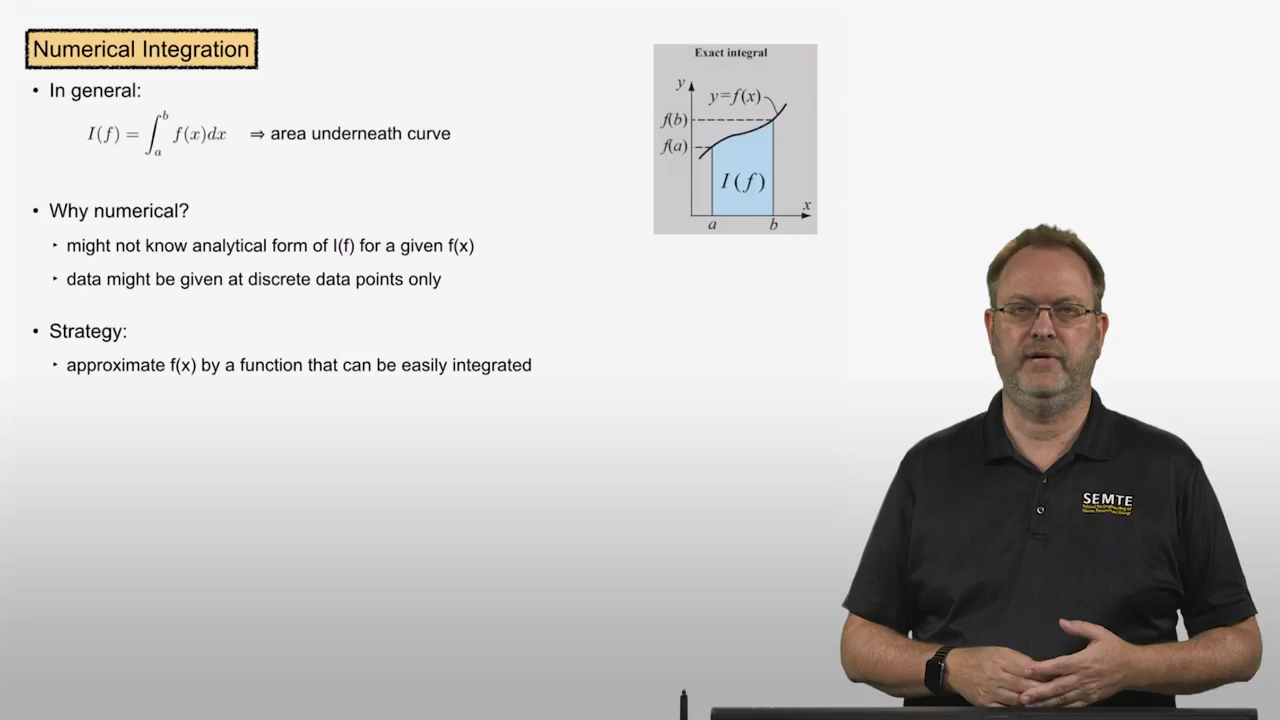 Numerical Integration
• In general:
I(f) = ∫_a^b f(x)dx ⇒ area underneath curve
• Why numerical?
‣ might not know analytical form of I(f) for a given f(x)
‣ data might be given at discrete data points only
• Strategy:
‣ approximate f(x) by a function that can be easily integrated
Exact integral
y
y=f(x)
f(b)
f(a)
I(f)
x
a b
SEMTE